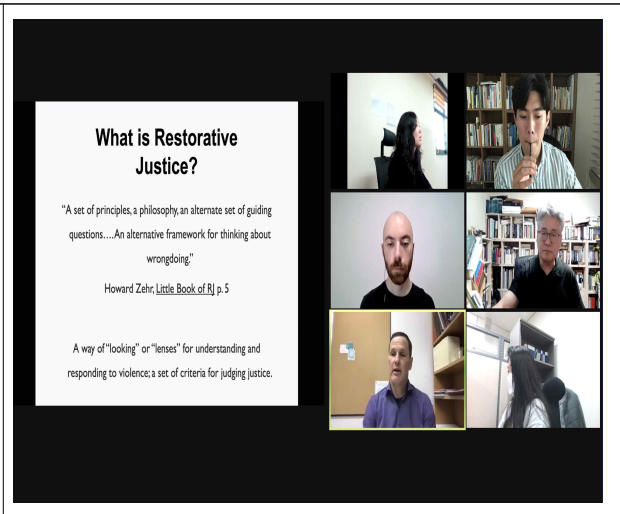 What is Restorative
Justice?
“A set of principles, a philosophy, an alternate set of guiding
questions….An alternative framework for thinking about
wrongdoing.”
Howard Zehr, Little Book of RJ p. 5
A way of “looking” or “lenses” for understanding and
responding to violence; a set of criteria for judging justice.